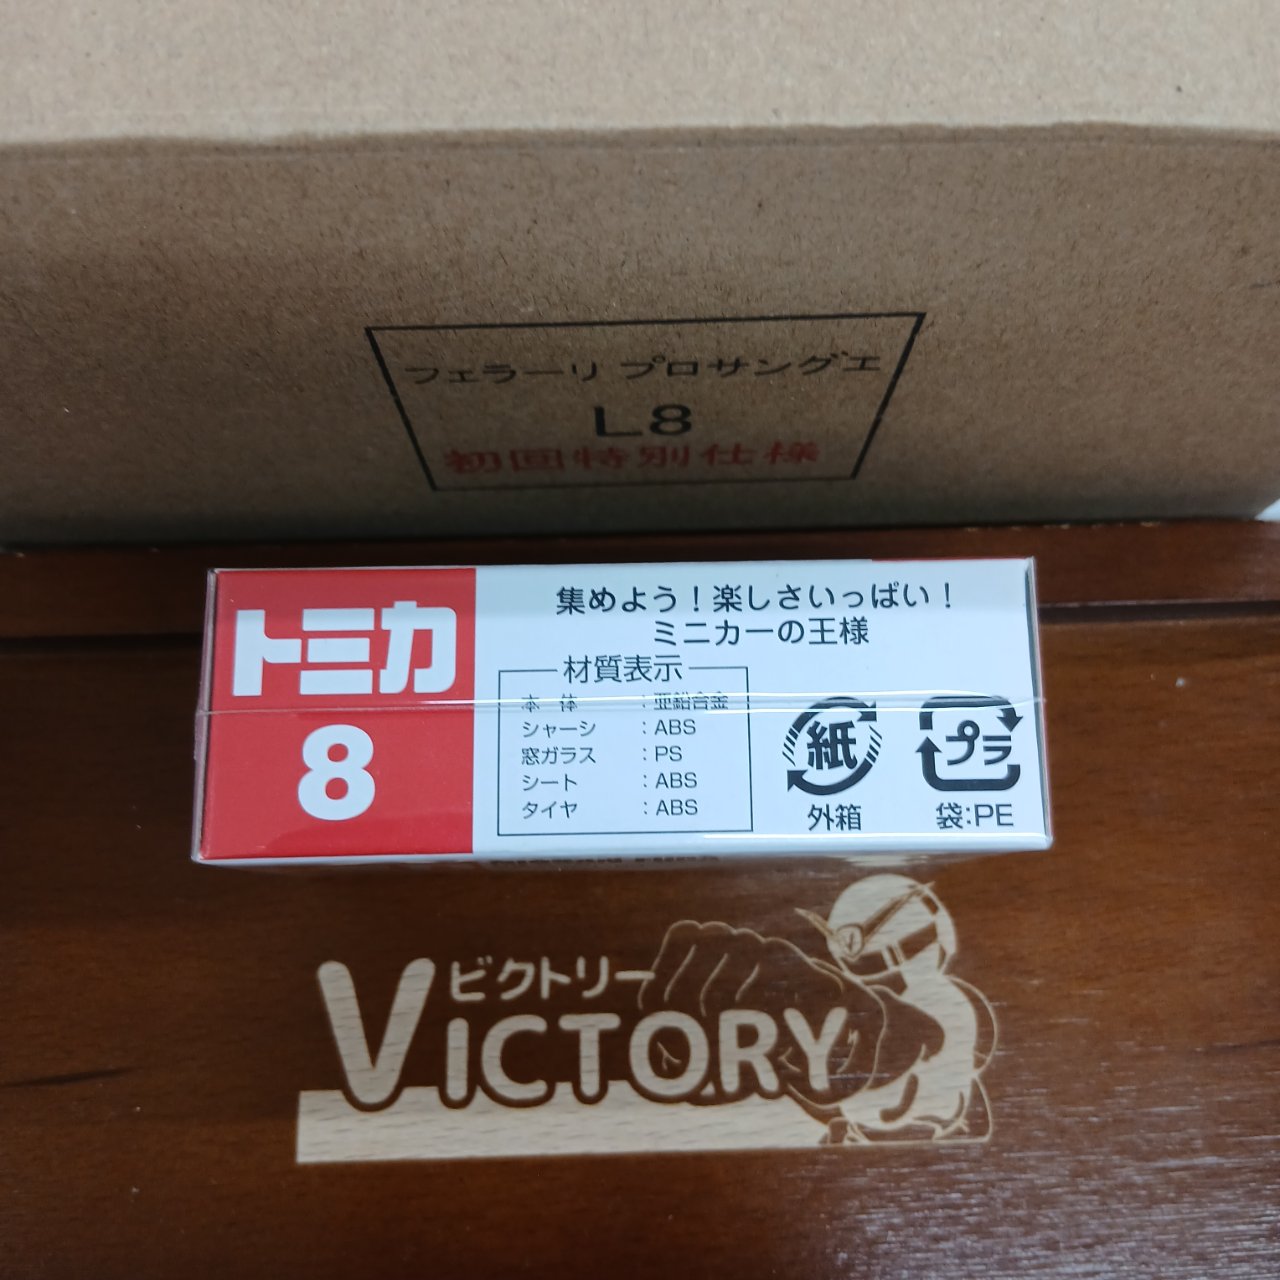 フェラーリ プロサングエ
L8
初回特別仕様
トミカ
8
集めよう！楽しさいっぱい！
ミニカーの王様
材質表示
本 体 ：亜鉛合金
シャーシ ：ABS
窓ガラス ：PS
シート ：ABS
タイヤ ：ABS
紙
外箱
プラ
袋：PE
ビクトリー
VICTORY